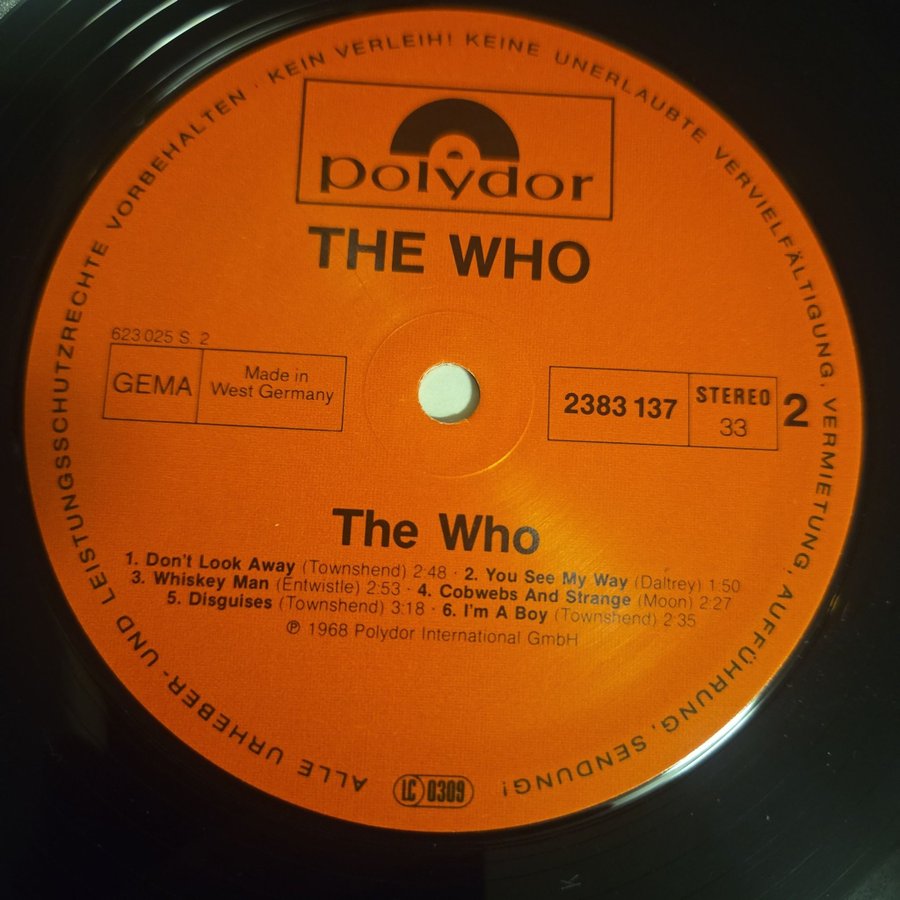 ALLE URHEBER- UND LEISTUNGSSCHUTZRECHTE VORBEHALTEN · KEIN VERLEIH! KEINE UNERLAUBTE VERVIELFÄLTIGUNG, VERMIETUNG, AUFFÜHRUNG, SENDUNG!
polydor
THE WHO
623 025 S. 2
GEMA
Made in
West Germany
2383 137
STEREO
33
2
The Who
1. Don't Look Away (Townshend) 2:48 · 2. You See My Way (Daltrey) 1:50
3. Whiskey Man (Entwistle) 2:53 · 4. Cobwebs And Strange (Moon) 2:27
5. Disguises (Townshend) 3:18 · 6. I'm A Boy (Townshend) 2:35
℗ 1968 Polydor International GmbH
LC 0309